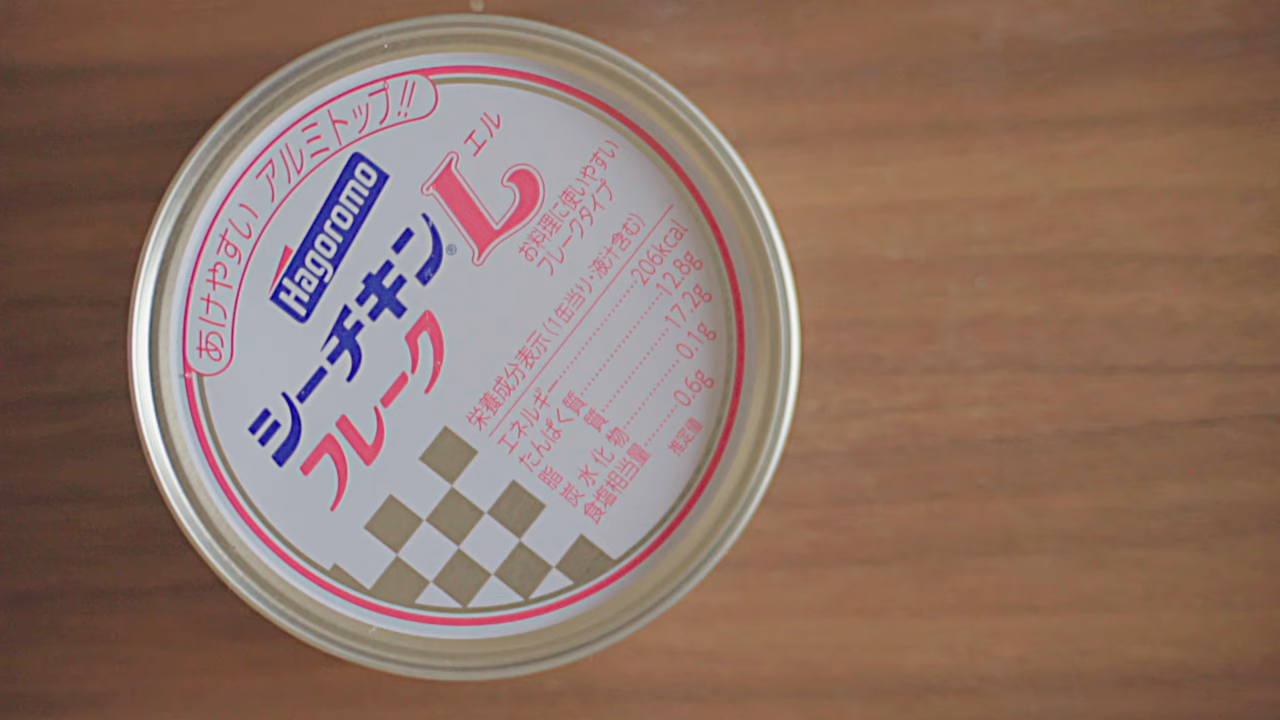 あけやすい アルミトップ!!
Hagoromo
シーチキン® L エル
フレーク
お料理に使いやすい
フレークタイプ
栄養成分表示(1缶当り・液汁含む)
エネルギー…………206kcal
たんぱく質…………12.8g
脂質…………17.2g
炭水化物…………0.1g
食塩相当量………0.6g
推定値